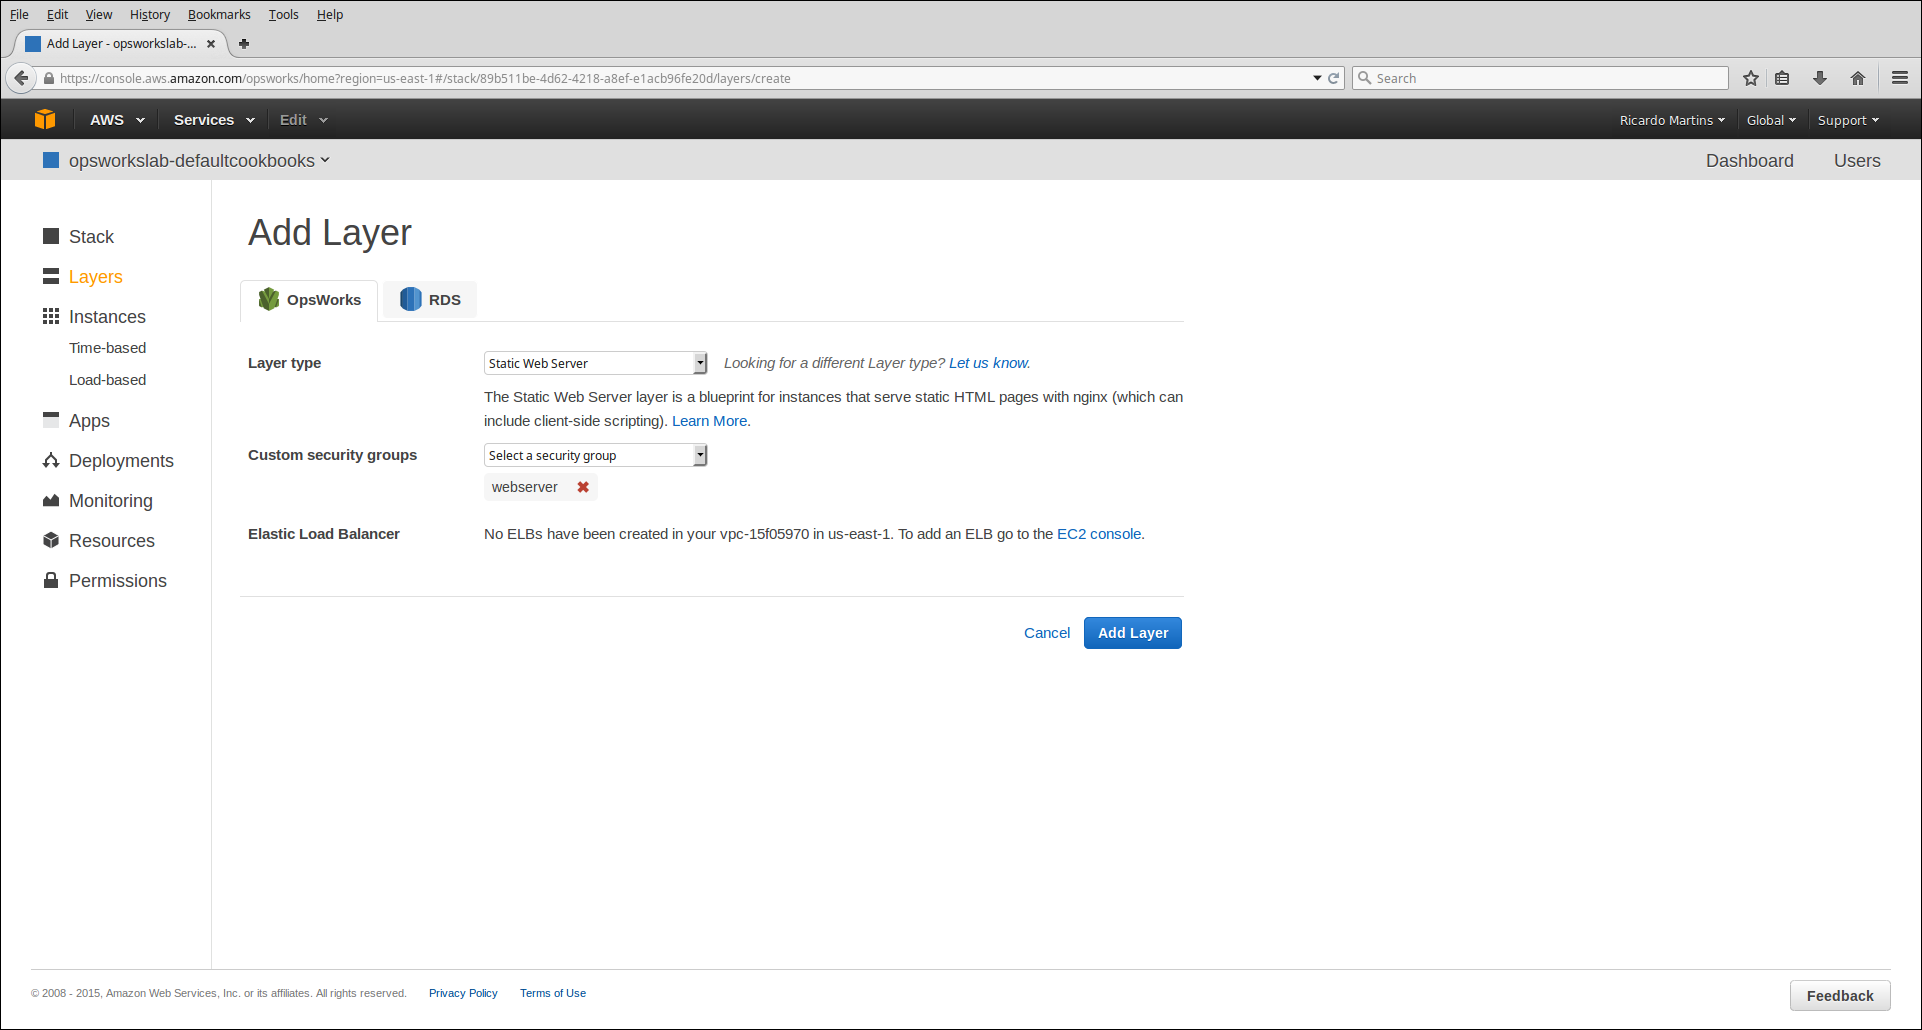 File Edit View History Bookmarks Tools Help
Add Layer - opsworkslab-...
https://console.aws.amazon.com/opsworks/home?region=us-east-1#/stack/89b511be-4d62-4218-a8ef-e1acb96fe20d/layers/create Search
AWS Services Edit Ricardo Martins Global Support
opsworkslab-defaultcookbooks Dashboard Users
Stack
Layers
Instances
Time-based
Load-based
Apps
Deployments
Monitoring
Resources
Permissions
Add Layer
OpsWorks RDS
Layer type Static Web Server Looking for a different Layer type? Let us know.
The Static Web Server layer is a blueprint for instances that serve static HTML pages with nginx (which can
include client-side scripting). Learn More.
Custom security groups Select a security group
webserver
Elastic Load Balancer No ELBs have been created in your vpc-15f05970 in us-east-1. To add an ELB go to the EC2 console.
Cancel Add Layer
© 2008 - 2015, Amazon Web Services, Inc. or its affiliates. All rights reserved. Privacy Policy Terms of Use Feedback